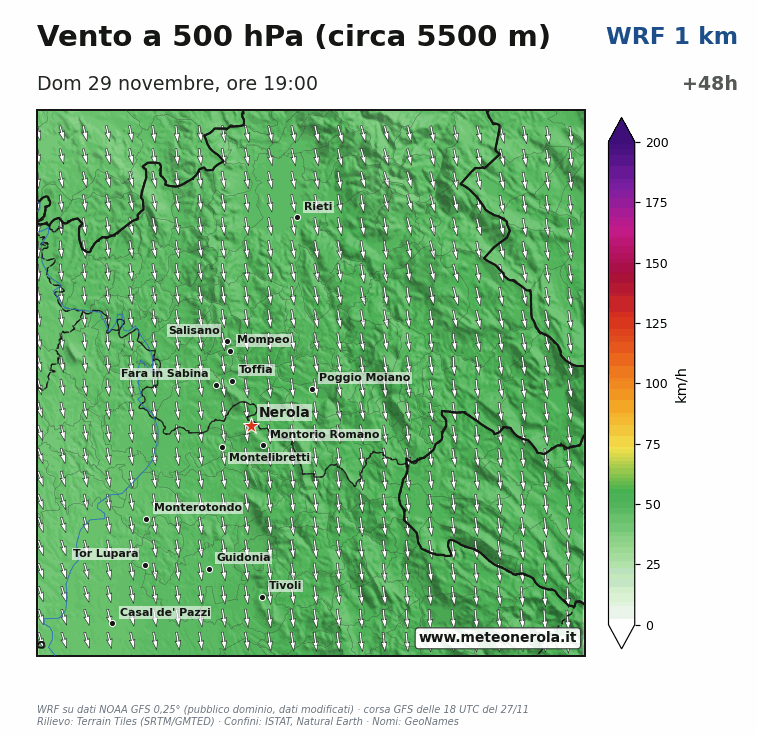 Vento a 500 hPa (circa 5500 m)
WRF 1 km
Dom 29 novembre, ore 19:00
+48h
Rieti
Salisano
Mompeo
Toffia
Fara in Sabina
Poggio Moiano
Nerola
Montorio Romano
Montelibretti
Monterotondo
Tor Lupara
Guidonia
Tivoli
Casal de' Pazzi
www.meteonerola.it
200
175
150
125
100
75
50
25
0
km/h
WRF su dati NOAA GFS 0,25° (pubblico dominio, dati modificati) · corsa GFS delle 18 UTC del 27/11
Rilievo: Terrain Tiles (SRTM/GMTED) · Confini: ISTAT, Natural Earth · Nomi: GeoNames